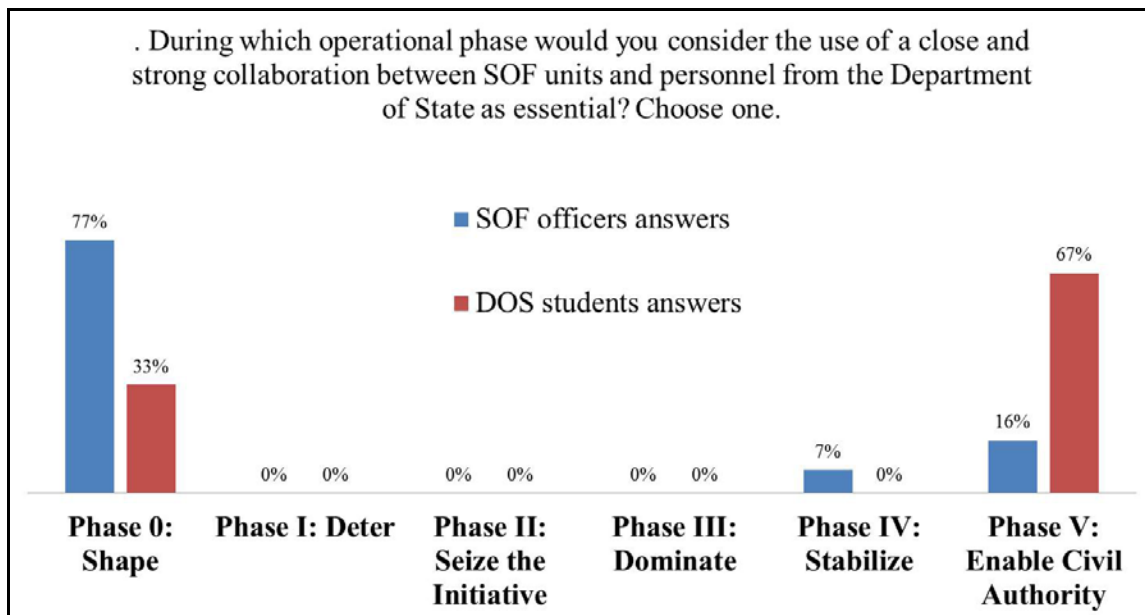 . During which operational phase would you consider the use of a close and
strong collaboration between SOF units and personnel from the Department
of State as essential? Choose one.
77%
SOF officers answers
67%
DOS students answers
33%
16%
7%
0% 0% 0% 0% 0% 0% 0%
Phase 0: Phase I: Deter Phase II: Phase III: Phase IV: Phase V:
Shape Seize the Dominate Stabilize Enable Civil
Initiative Authority